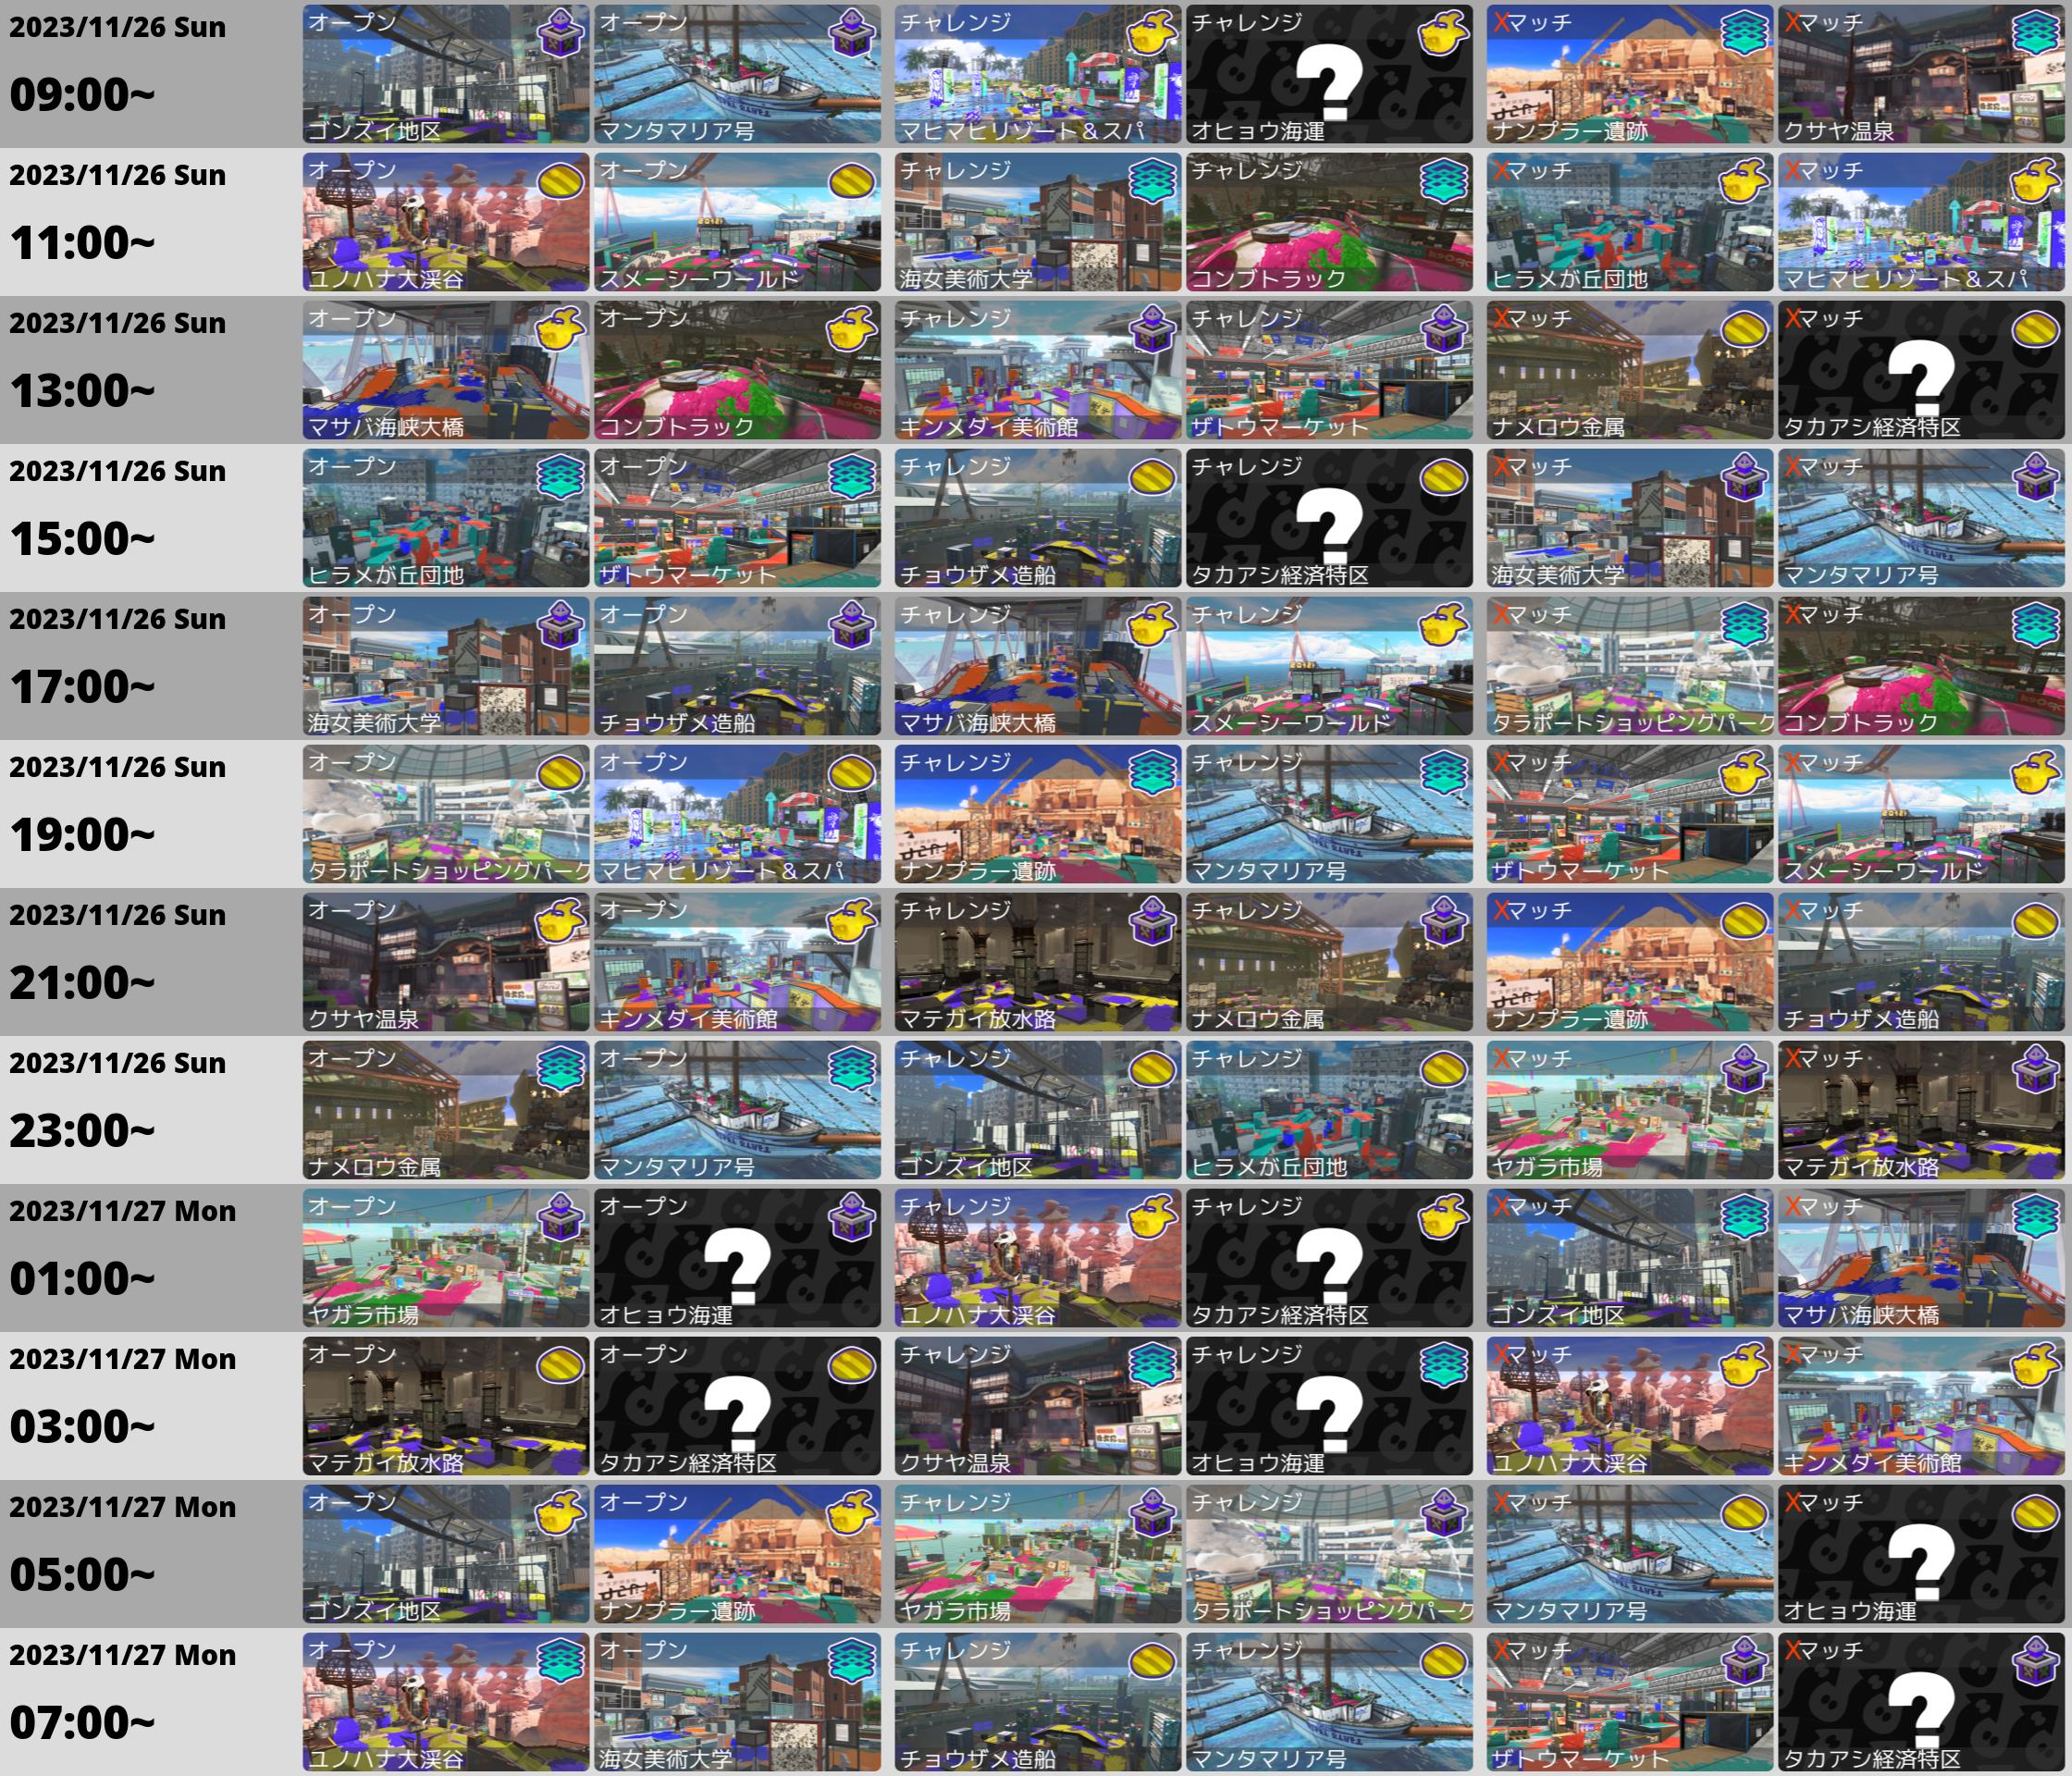 2023/11/26 Sun
09:00~
オープン オープン チャレンジ チャレンジ Xマッチ Xマッチ
ゴンズイ地区 マンタマリア号 マヒマヒリゾート＆スパ オヒョウ海運 ナンプラー遺跡 クサヤ温泉
2023/11/26 Sun
11:00~
オープン オープン チャレンジ チャレンジ Xマッチ Xマッチ
ユノハナ大渓谷 スメーシーワールド 海女美術大学 コンブトラック ヒラメが丘団地 マヒマヒリゾート＆スパ
2023/11/26 Sun
13:00~
オープン オープン チャレンジ チャレンジ Xマッチ Xマッチ
マサバ海峡大橋 コンブトラック キンメダイ美術館 ザトウマーケット ナメロウ金属 タカアシ経済特区
2023/11/26 Sun
15:00~
オープン オープン チャレンジ チャレンジ Xマッチ Xマッチ
ヒラメが丘団地 ザトウマーケット チョウザメ造船 タカアシ経済特区 海女美術大学 マンタマリア号
2023/11/26 Sun
17:00~
オープン オープン チャレンジ チャレンジ Xマッチ Xマッチ
海女美術大学 チョウザメ造船 マサバ海峡大橋 スメーシーワールド タラポートショッピングパーク コンブトラック
2023/11/26 Sun
19:00~
オープン オープン チャレンジ チャレンジ Xマッチ Xマッチ
タラポートショッピングパーク マヒマヒリゾート＆スパ ナンプラー遺跡 マンタマリア号 ザトウマーケット スメーシーワールド
2023/11/26 Sun
21:00~
オープン オープン チャレンジ チャレンジ Xマッチ Xマッチ
クサヤ温泉 キンメダイ美術館 マテガイ放水路 ナメロウ金属 ナンプラー遺跡 チョウザメ造船
2023/11/26 Sun
23:00~
オープン オープン チャレンジ チャレンジ Xマッチ Xマッチ
ナメロウ金属 マンタマリア号 ゴンズイ地区 ヒラメが丘団地 ヤガラ市場 マテガイ放水路
2023/11/27 Mon
01:00~
オープン オープン チャレンジ チャレンジ Xマッチ Xマッチ
ヤガラ市場 オヒョウ海運 ユノハナ大渓谷 タカアシ経済特区 ゴンズイ地区 マサバ海峡大橋
2023/11/27 Mon
03:00~
オープン オープン チャレンジ チャレンジ Xマッチ Xマッチ
マテガイ放水路 タカアシ経済特区 クサヤ温泉 オヒョウ海運 ユノハナ大渓谷 キンメダイ美術館
2023/11/27 Mon
05:00~
オープン オープン チャレンジ チャレンジ Xマッチ Xマッチ
ゴンズイ地区 ナンプラー遺跡 ヤガラ市場 タラポートショッピングパーク マンタマリア号 オヒョウ海運
2023/11/27 Mon
07:00~
オープン オープン チャレンジ チャレンジ Xマッチ Xマッチ
ユノハナ大渓谷 海女美術大学 チョウザメ造船 マンタマリア号 ザトウマーケット タカアシ経済特区